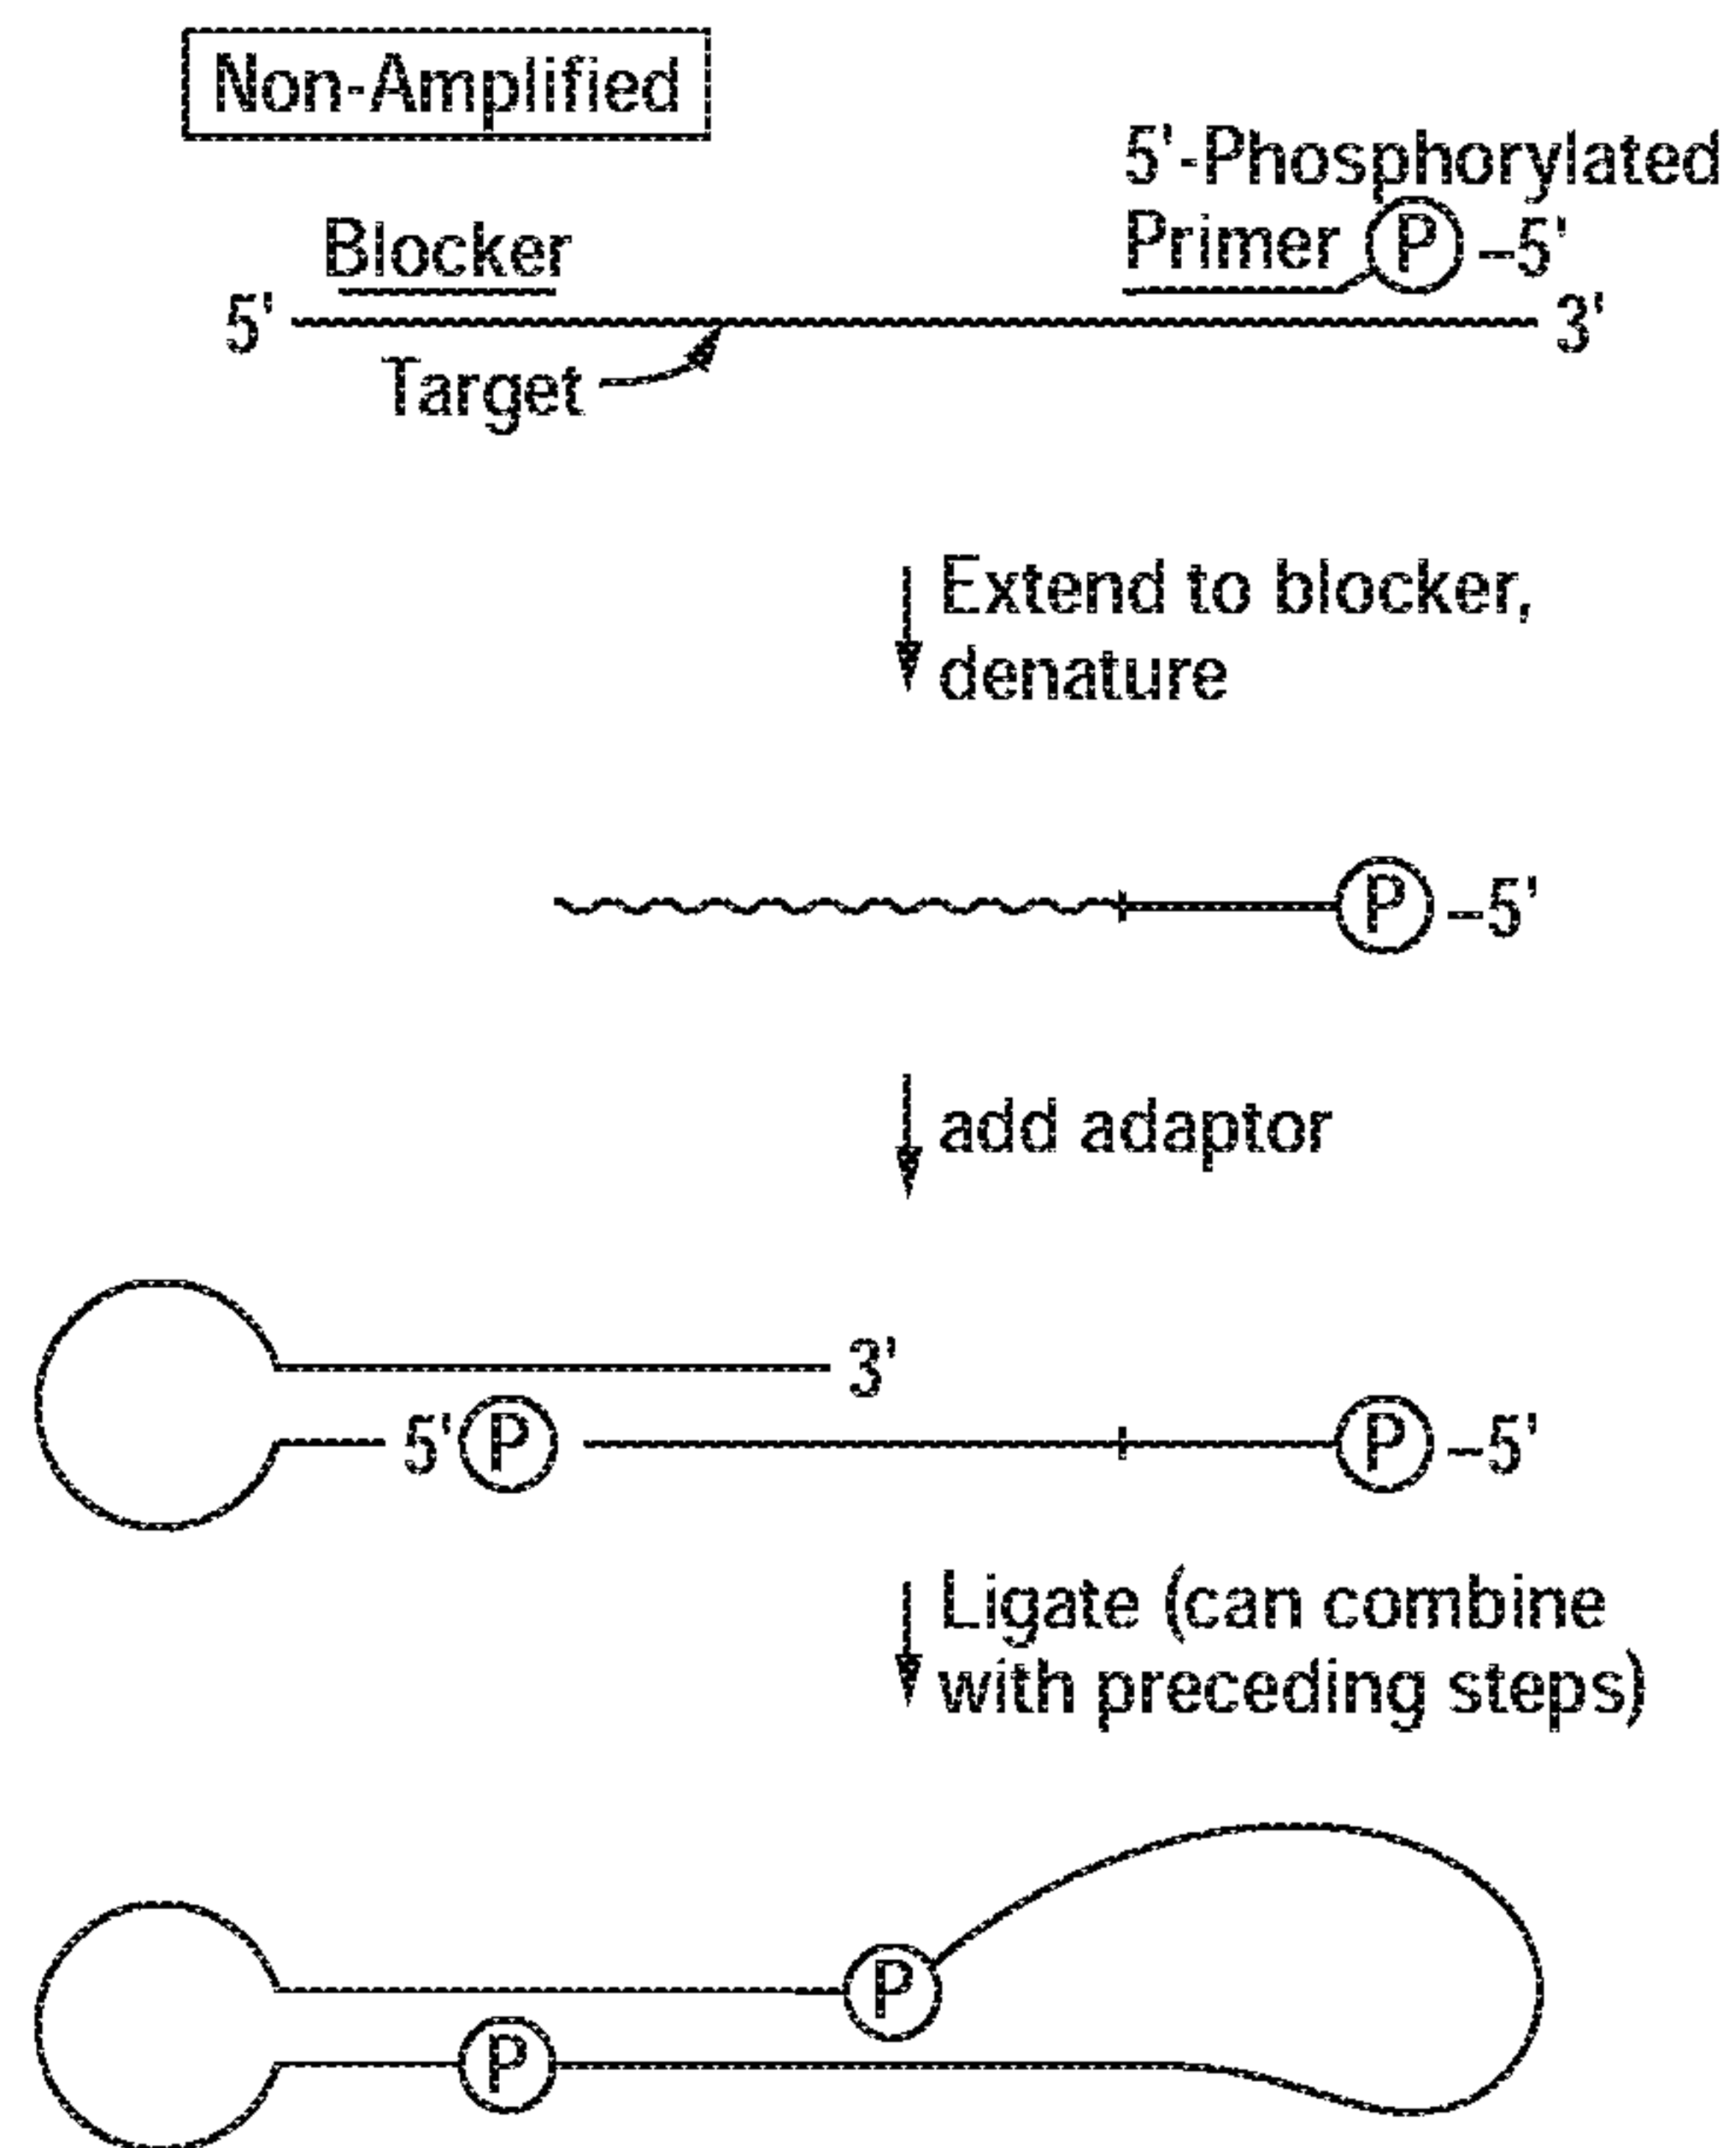 Non-Amplified
5'-Phosphorylated
Blocker
Primer P –5'
5'
3'
Target
Extend to blocker,
denature
P –5'
add adaptor
3'
5' P
P –5'
Ligate (can combine
with preceding steps)
P
P